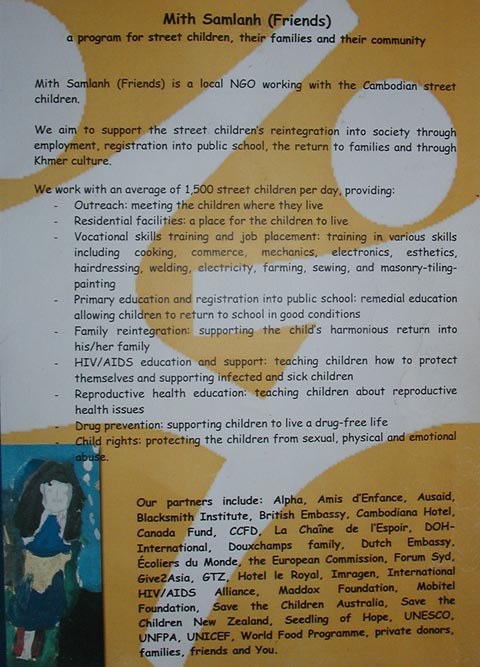 Mith Samlanh (Friends)
a program for street children, their families and their community
Mith Samlanh (Friends) is a local NGO working with the Cambodian street
children.
We aim to support the street children's reintegration into society through
employment, registration into public school, the return to families and through
Khmer culture.
We work with an average of 1,500 street children per day, providing:
- Outreach: meeting the children where they live
- Residential facilities: a place for the children to live
- Vocational skills training and job placement: training in various skills
including cooking, commerce, mechanics, electronics, esthetics,
hairdressing, welding, electricity, farming, sewing, and masonry-tiling-
painting
- Primary education and registration into public school: remedial education
allowing children to return to school in good conditions
- Family reintegration: supporting the child's harmonious return into
his/her family
- HIV/AIDS education and support: teaching children how to protect
themselves and supporting infected and sick children
- Reproductive health education: teaching children about reproductive
health issues
- Drug prevention: supporting children to live a drug-free life
- Child rights: protecting the children from sexual, physical and emotional
abuse.
Our partners include: Alpha, Amis d'Enfance, Ausaid,
Blacksmith Institute, British Embassy, Cambodiana Hotel,
Canada Fund, CCFD, La Chaîne de l'Espoir, DOH-
International, Douxchamps family, Dutch Embassy,
Écoliers du Monde, the European Commission, Forum Syd,
Give2Asia, GTZ, Hotel le Royal, Imragen, International
HIV/AIDS Alliance, Maddox Foundation, Mobitel
Foundation, Save the Children Australia, Save the
Children New Zealand, Seedling of Hope, UNESCO,
UNFPA, UNICEF, World Food Programme, private donors,
families, friends and You.